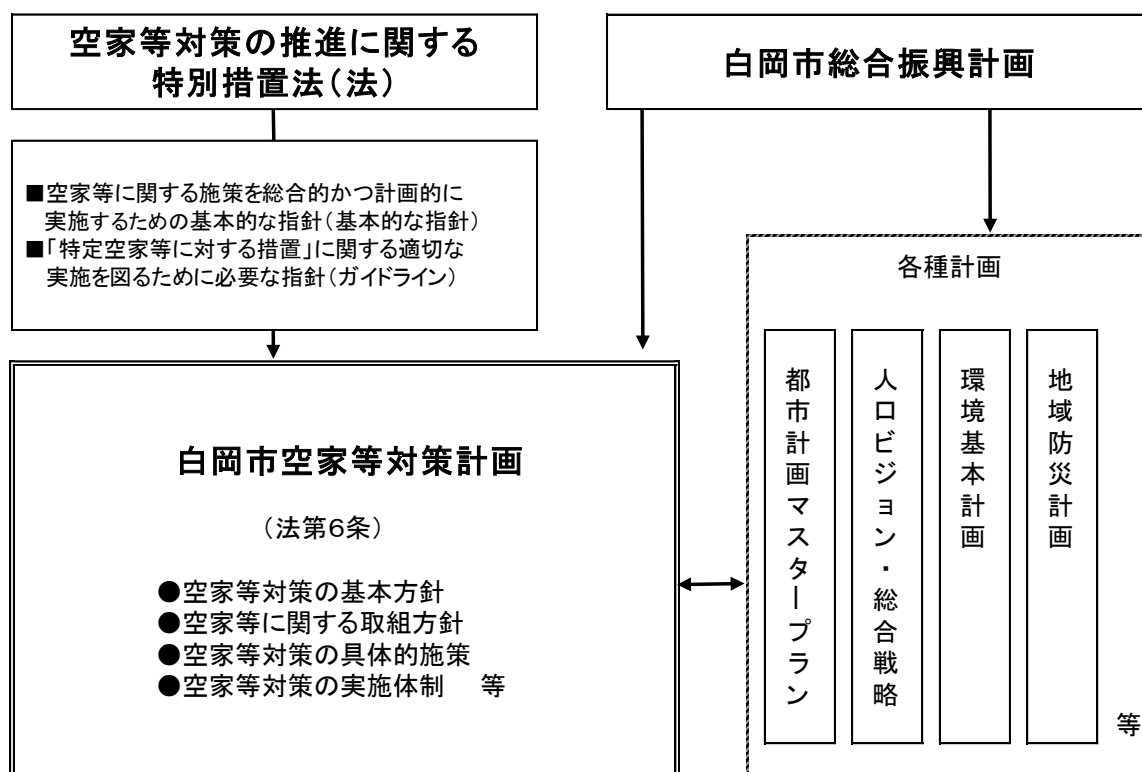 空家等対策の推進に関する
特別措置法(法)
白岡市総合振興計画
■空家等に関する施策を総合的かつ計画的に
実施するための基本的な指針(基本的な指針)
■「特定空家等に対する措置」に関する適切な
実施を図るために必要な指針(ガイドライン)
白岡市空家等対策計画
(法第6条)
●空家等対策の基本方針
●空家等に関する取組方針
●空家等対策の具体的施策
●空家等対策の実施体制 等
各種計画
都市計画マスタープラン
人口ビジョン・総合戦略
環境基本計画
地域防災計画
等